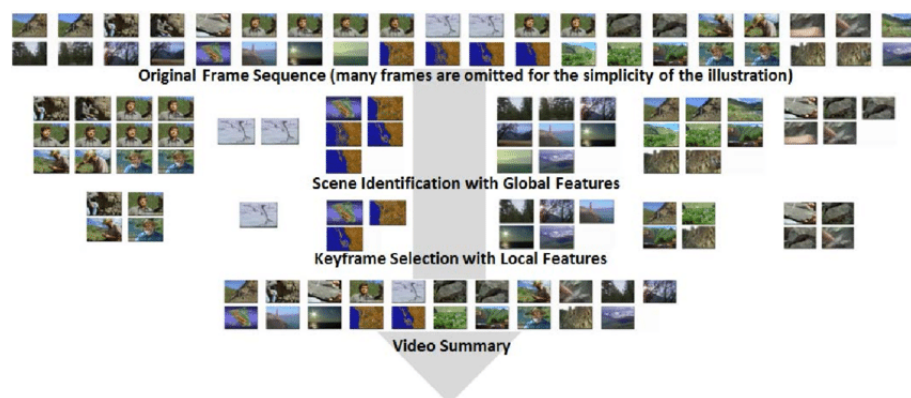 Original Frame Sequence (many frames are omitted for the simplicity of the illustration)
Scene Identification with Global Features
Keyframe Selection with Local Features
Video Summary